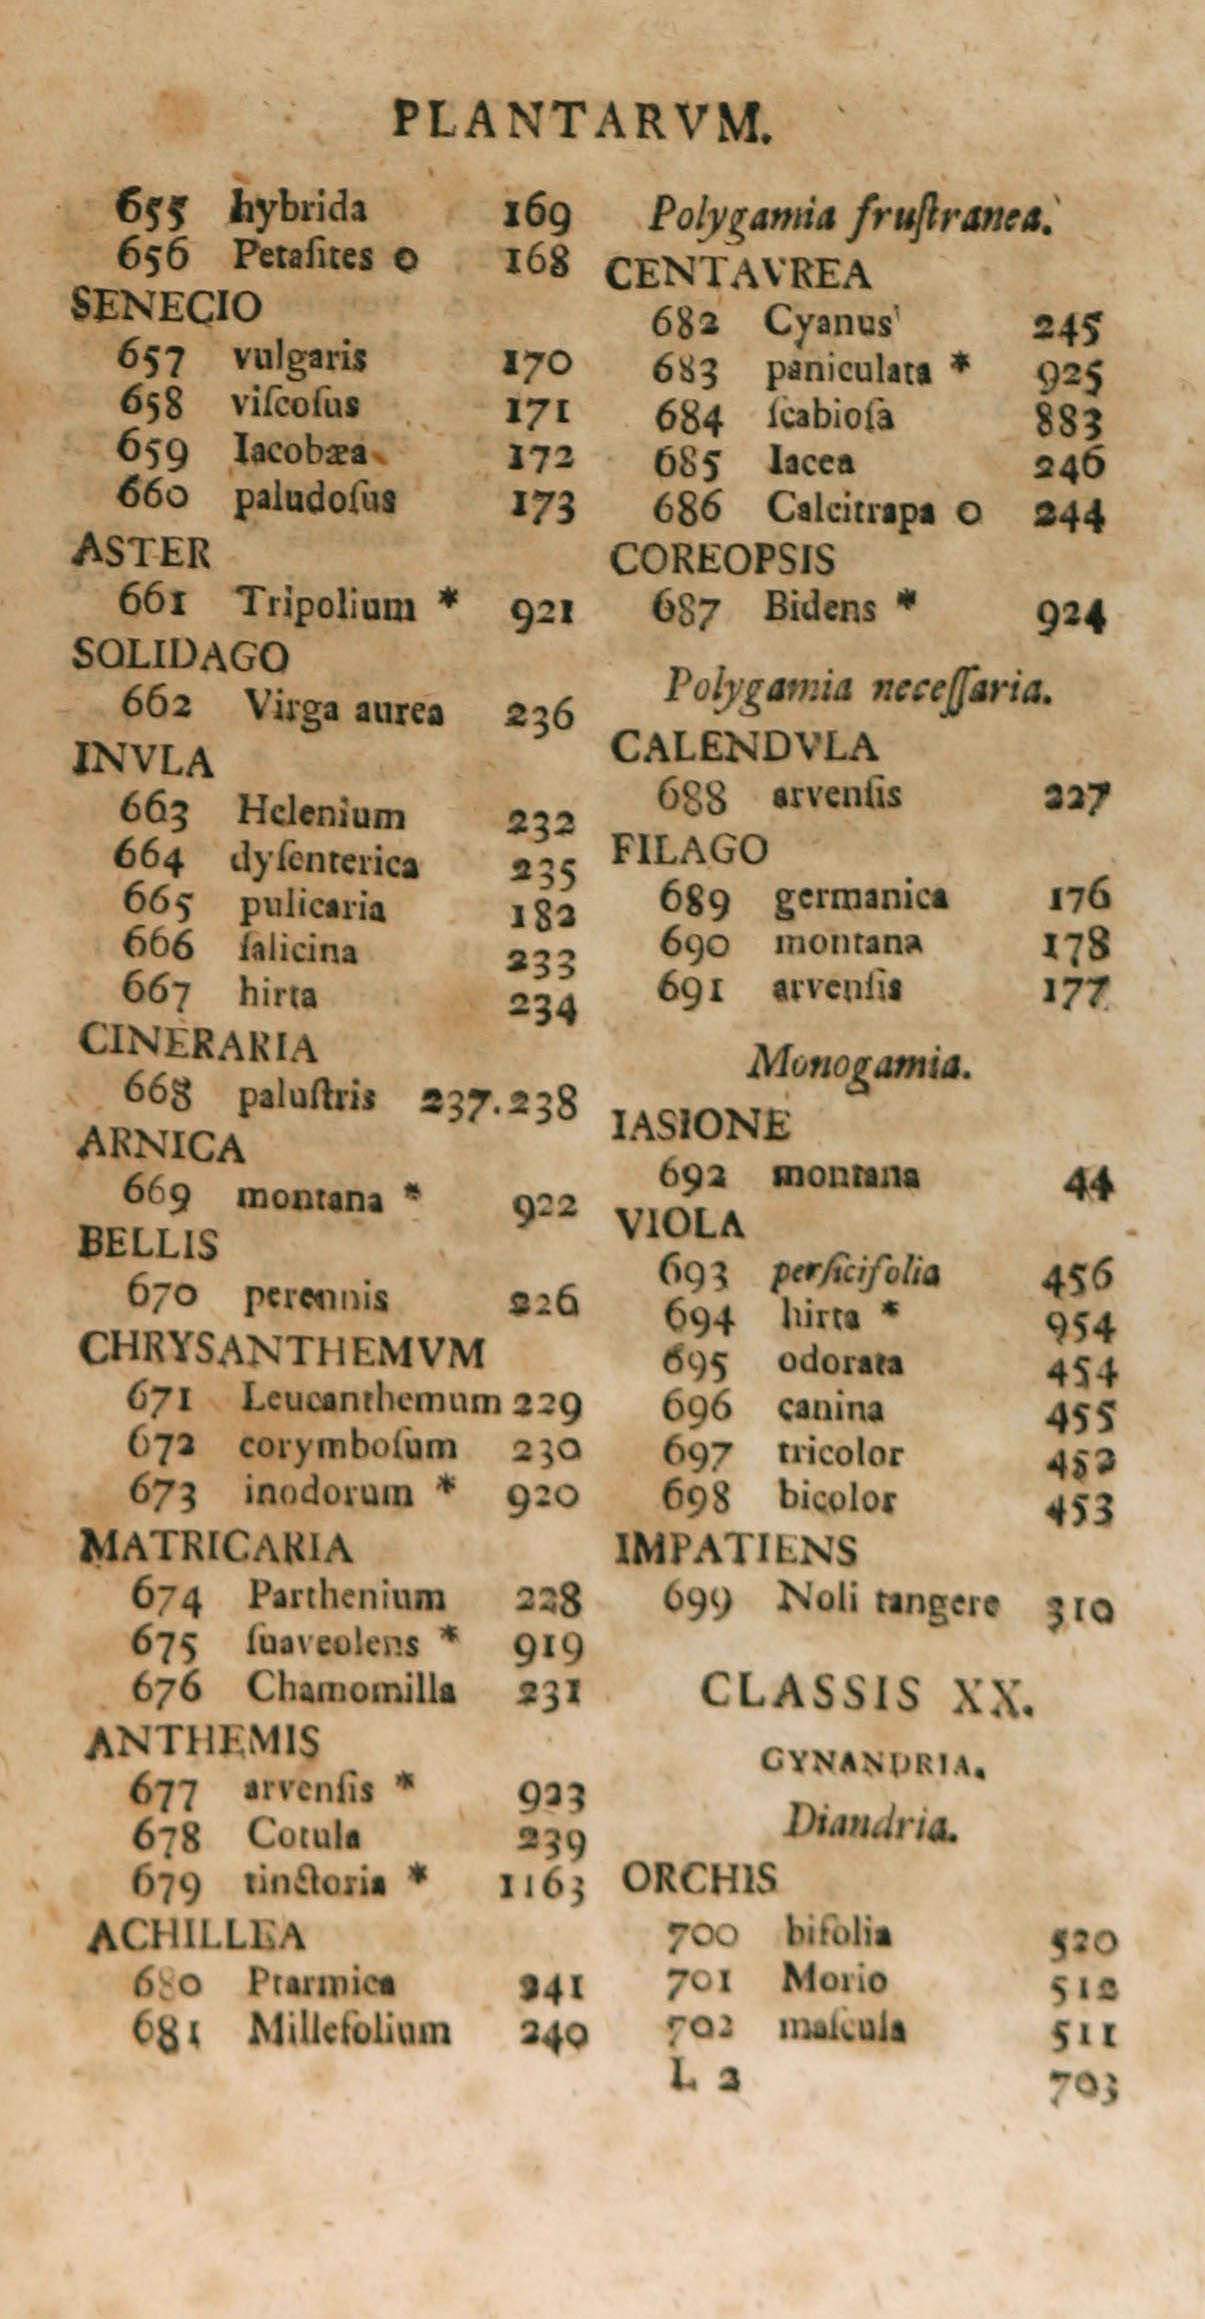 PLANTARVM.
655 hybrida 169
656 Petaſites o 168
SENECIO
657 vulgaris 170
658 viſcoſus 171
659 Iacobæa 172
660 paludoſus 173
ASTER
661 Tripolium * 921
SOLIDAGO
662 Virga aurea 236
INVLA
663 Helenium 232
664 dyſenterica 235
665 pulicaria 182
666 ſalicina 233
667 hirta 234
CINERARIA
668 paluſtris 237.238
ARNICA
669 montana * 922
BELLIS
670 perennis 226
CHRYSANTHEMVM
671 Leucanthemum 229
672 corymboſum 230
673 inodorum * 920
MATRICARIA
674 Parthenium 228
675 ſuaveolens * 919
676 Chamomilla 231
ANTHEMIS
677 arvenſis * 923
678 Cotula 239
679 tinctoria * 1163
ACHILLEA
680 Ptarmica 241
681 Millefolium 240
Polygamia fruſtranea.
CENTAVREA
682 Cyanus 245
683 paniculata * 925
684 ſcabioſa 883
685 Iacea 246
686 Calcitrapa o 244
COREOPSIS
687 Bidens * 924
Polygamia neceſſaria.
CALENDVLA
688 arvenſis 227
FILAGO
689 germanica 176
690 montana 178
691 arvenſis 177
Monogamia.
IASIONE
692 montana 44
VIOLA
693 perſicifolia 456
694 hirta * 954
695 odorata 454
696 canina 455
697 tricolor 452
698 bicolor 453
IMPATIENS
699 Noli tangere 310
CLASSIS XX.
GYNANDRIA.
Diandria.
ORCHIS
700 bifolia 520
701 Morio 512
702 maſcula 511
L 2 703